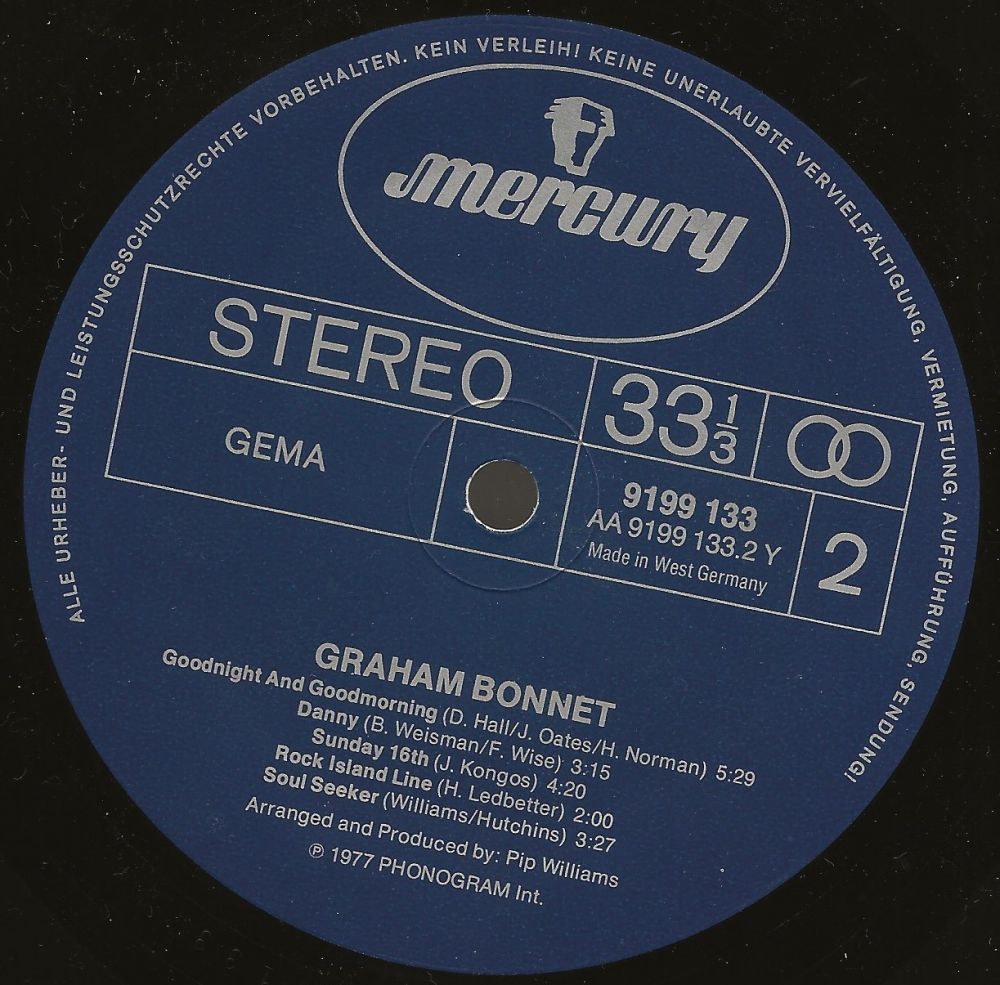 ALLE URHEBER- UND LEISTUNGSSCHUTZRECHTE VORBEHALTEN. KEIN VERLEIH! KEINE UNERLAUBTE VERVIELFÄLTIGUNG, VERMIETUNG, AUFFÜHRUNG, SENDUNG!
mercury
STEREO
33 1/3
GEMA
9199 133
AA 9199 133.2 Y
Made in West Germany
2
GRAHAM BONNET
Goodnight And Goodmorning (D. Hall/J. Oates/H. Norman) 5:29
Danny (B. Weisman/F. Wise) 3:15
Sunday 16th (J. Kongos) 4:20
Rock Island Line (H. Ledbetter) 2:00
Soul Seeker (Williams/Hutchins) 3:27
Arranged and Produced by: Pip Williams
℗ 1977 PHONOGRAM Int.